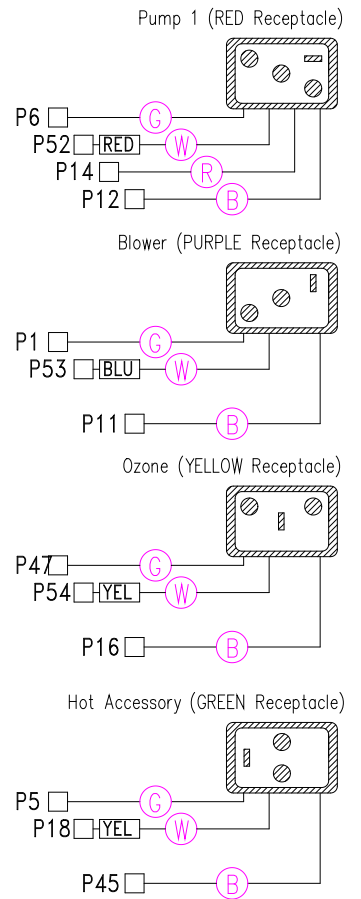 Pump 1 (RED Receptacle)
P6 G
P52 RED W
P14 R
P12 B
Blower (PURPLE Receptacle)
P1 G
P53 BLU W
P11 B
Ozone (YELLOW Receptacle)
P47 G
P54 YEL W
P16 B
Hot Accessory (GREEN Receptacle)
P5 G
P18 YEL W
P45 B